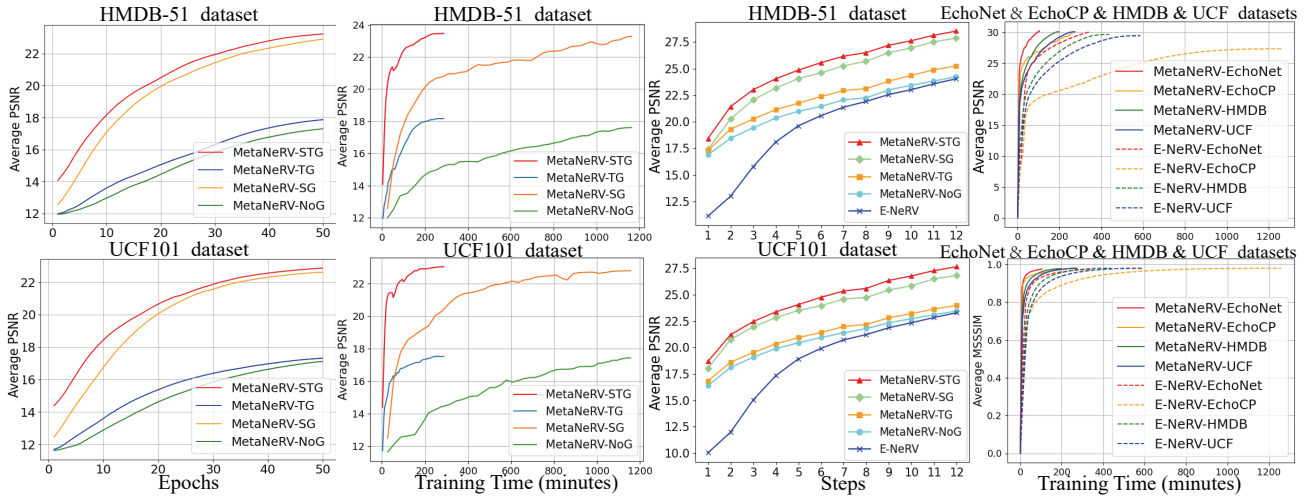 HMDB-51 dataset
Average PSNR
22
20
18
16
14
12
0 10 20 30 40 50
MetaNeRV-STG
MetaNeRV-TG
MetaNeRV-SG
MetaNeRV-NoG
HMDB-51 dataset
Average PSNR
24
22
20
18
16
14
12
0 200 400 600 800 1000 1200
MetaNeRV-STG
MetaNeRV-TG
MetaNeRV-SG
MetaNeRV-NoG
HMDB-51 dataset
Average PSNR
27.5
25.0
22.5
20.0
17.5
15.0
12.5
1 2 3 4 5 6 7 8 9 10 11 12
MetaNeRV-STG
MetaNeRV-SG
MetaNeRV-TG
MetaNeRV-NoG
E-NeRV
EchoNet & EchoCP & HMDB & UCF datasets
Average PSNR
30
25
20
15
10
5
0
0 200 400 600 800 1000 1200
MetaNeRV-EchoNet
MetaNeRV-EchoCP
MetaNeRV-HMDB
MetaNeRV-UCF
E-NeRV-EchoNet
E-NeRV-EchoCP
E-NeRV-HMDB
E-NeRV-UCF
UCF101 dataset
Average PSNR
22
20
18
16
14
12
0 10 20 30 40 50
MetaNeRV-STG
MetaNeRV-TG
MetaNeRV-SG
MetaNeRV-NoG
Epochs
UCF101 dataset
Average PSNR
22
20
18
16
14
12
0 200 400 600 800 1000 1200
MetaNeRV-STG
MetaNeRV-TG
MetaNeRV-SG
MetaNeRV-NoG
Training Time (minutes)
UCF101 dataset
Average PSNR
27.5
25.0
22.5
20.0
17.5
15.0
12.5
10.0
1 2 3 4 5 6 7 8 9 10 11 12
MetaNeRV-STG
MetaNeRV-SG
MetaNeRV-TG
MetaNeRV-NoG
E-NeRV
Steps
EchoNet & EchoCP & HMDB & UCF datasets
Average MSSSIM
1.0
0.8
0.6
0.4
0.2
0.0
0 200 400 600 800 1000 1200
MetaNeRV-EchoNet
MetaNeRV-EchoCP
MetaNeRV-HMDB
MetaNeRV-UCF
E-NeRV-EchoNet
E-NeRV-EchoCP
E-NeRV-HMDB
E-NeRV-UCF
Training Time (minutes)